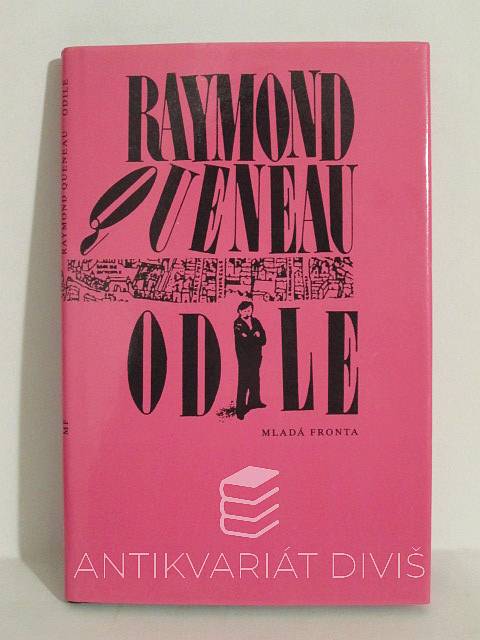 RAYMOND
QUENEAU
ODILE
MLADÁ FRONTA
RAYMOND QUENEAU ODILE
MF
ANTIKVARIÁT DIVIŠ